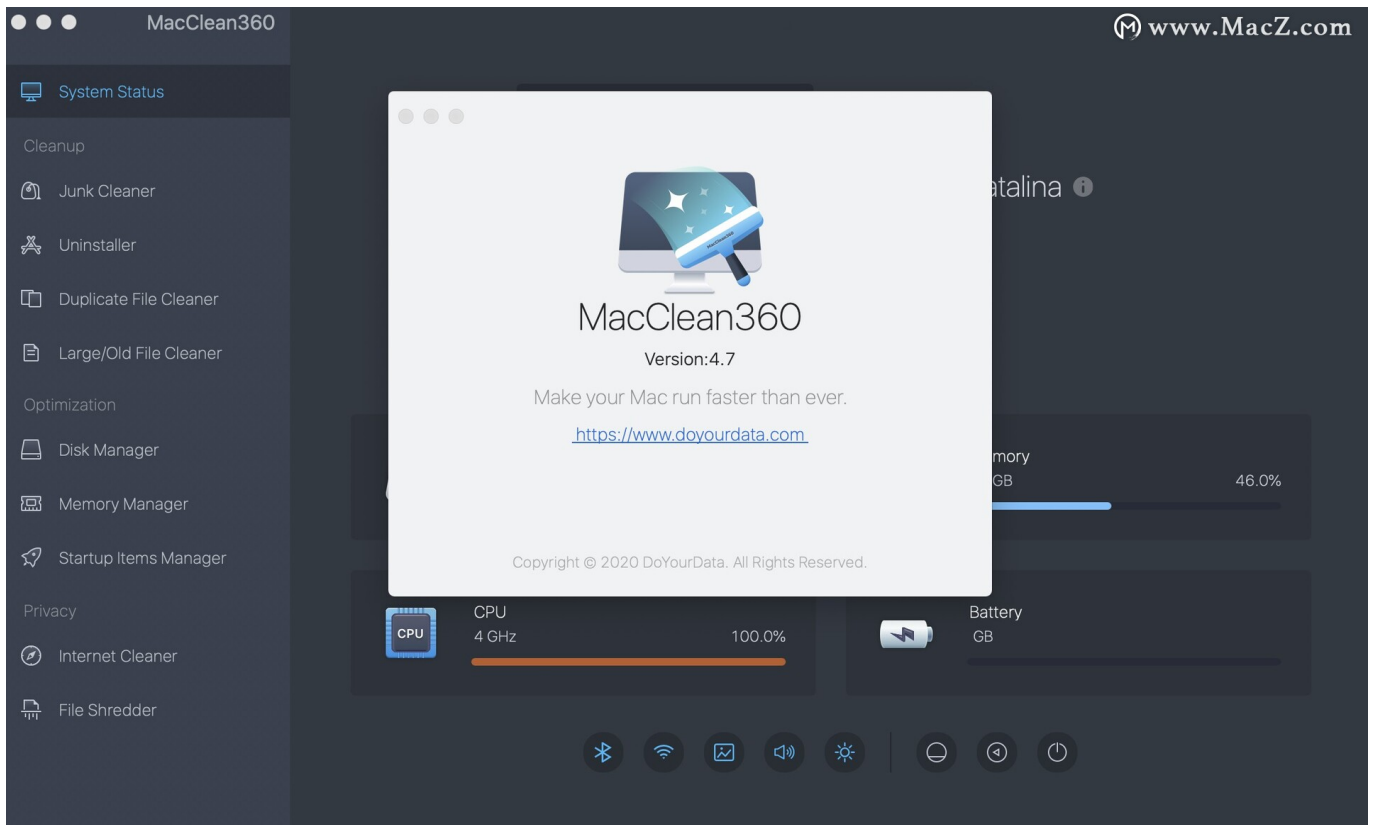 MacClean360
www.MacZ.com
System Status
Cleanup
Junk Cleaner
Uninstaller
Duplicate File Cleaner
Large/Old File Cleaner
Optimization
Disk Manager
Memory Manager
Startup Items Manager
Privacy
Internet Cleaner
File Shredder
atalina
MacClean360
MacClean360
Version:4.7
Make your Mac run faster than ever.
https://www.doyourdata.com
Copyright © 2020 DoYourData. All Rights Reserved.
mory
GB
46.0%
CPU
CPU
4 GHz
100.0%
Battery
GB